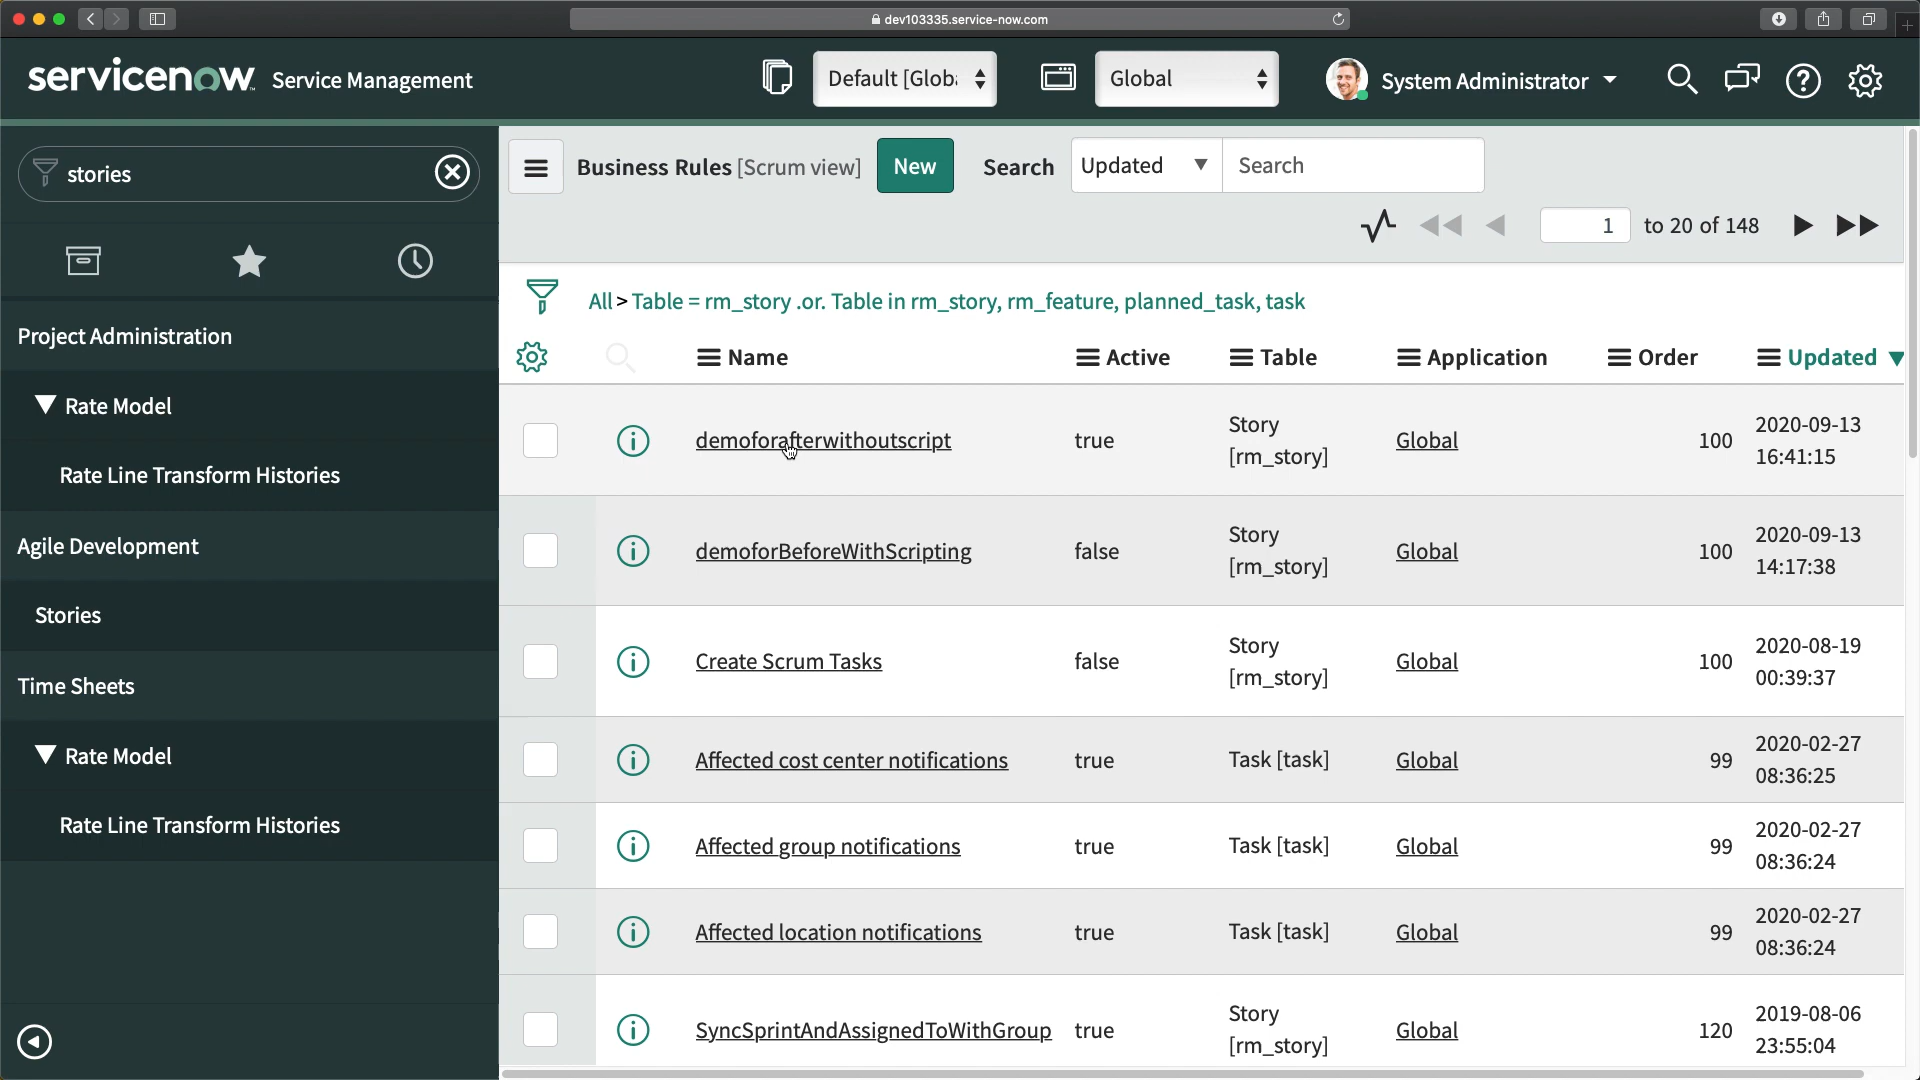 dev103335.service-now.com
servicenow Service Management
Default [Globa
Global
System Administrator
stories
Project Administration
Rate Model
Rate Line Transform Histories
Agile Development
Stories
Time Sheets
Rate Model
Rate Line Transform Histories
Business Rules [Scrum view] New Search Updated Search
1 to 20 of 148
All > Table = rm_story .or. Table in rm_story, rm_feature, planned_task, task
Name Active Table Application Order Updated
demoforafterwithoutscript true Story [rm_story] Global 100 2020-09-13 16:41:15
demoforBeforeWithScripting false Story [rm_story] Global 100 2020-09-13 14:17:38
Create Scrum Tasks false Story [rm_story] Global 100 2020-08-19 00:39:37
Affected cost center notifications true Task [task] Global 99 2020-02-27 08:36:25
Affected group notifications true Task [task] Global 99 2020-02-27 08:36:24
Affected location notifications true Task [task] Global 99 2020-02-27 08:36:24
SyncSprintAndAssignedToWithGroup true Story [rm_story] Global 120 2019-08-06 23:55:04